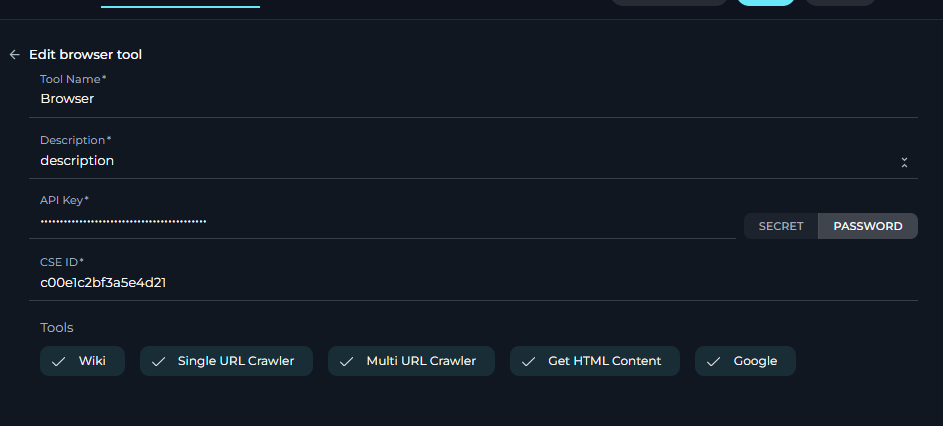 Edit browser tool
Tool Name*
Browser
Description*
description
API Key*
••••••••••••••••••••••••••••••••••••••••••
SECRET PASSWORD
CSE ID*
c00e1c2bf3a5e4d21
Tools
Wiki Single URL Crawler Multi URL Crawler Get HTML Content Google